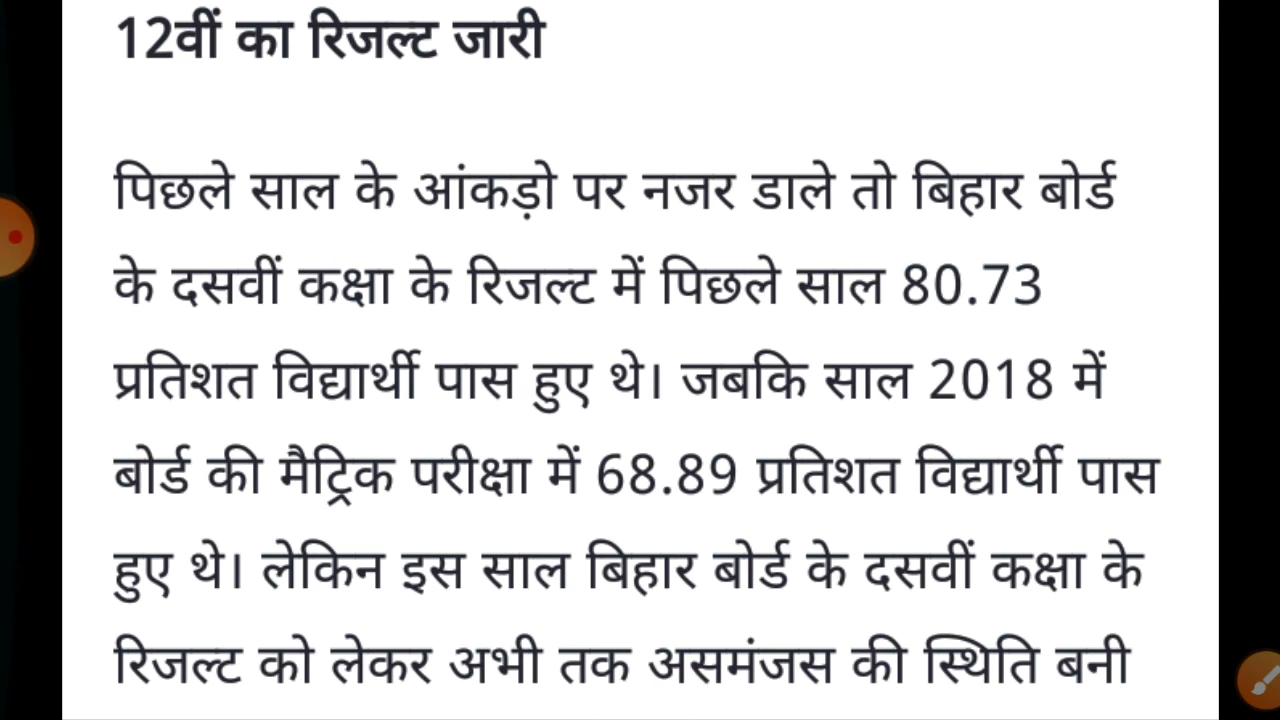 12वीं का रिजल्ट जारी
पिछले साल के आंकड़ो पर नजर डाले तो बिहार बोर्ड
के दसवीं कक्षा के रिजल्ट में पिछले साल 80.73
प्रतिशत विद्यार्थी पास हुए थे। जबकि साल 2018 में
बोर्ड की मैट्रिक परीक्षा में 68.89 प्रतिशत विद्यार्थी पास
हुए थे। लेकिन इस साल बिहार बोर्ड के दसवीं कक्षा के
रिजल्ट को लेकर अभी तक असमंजस की स्थिति बनी